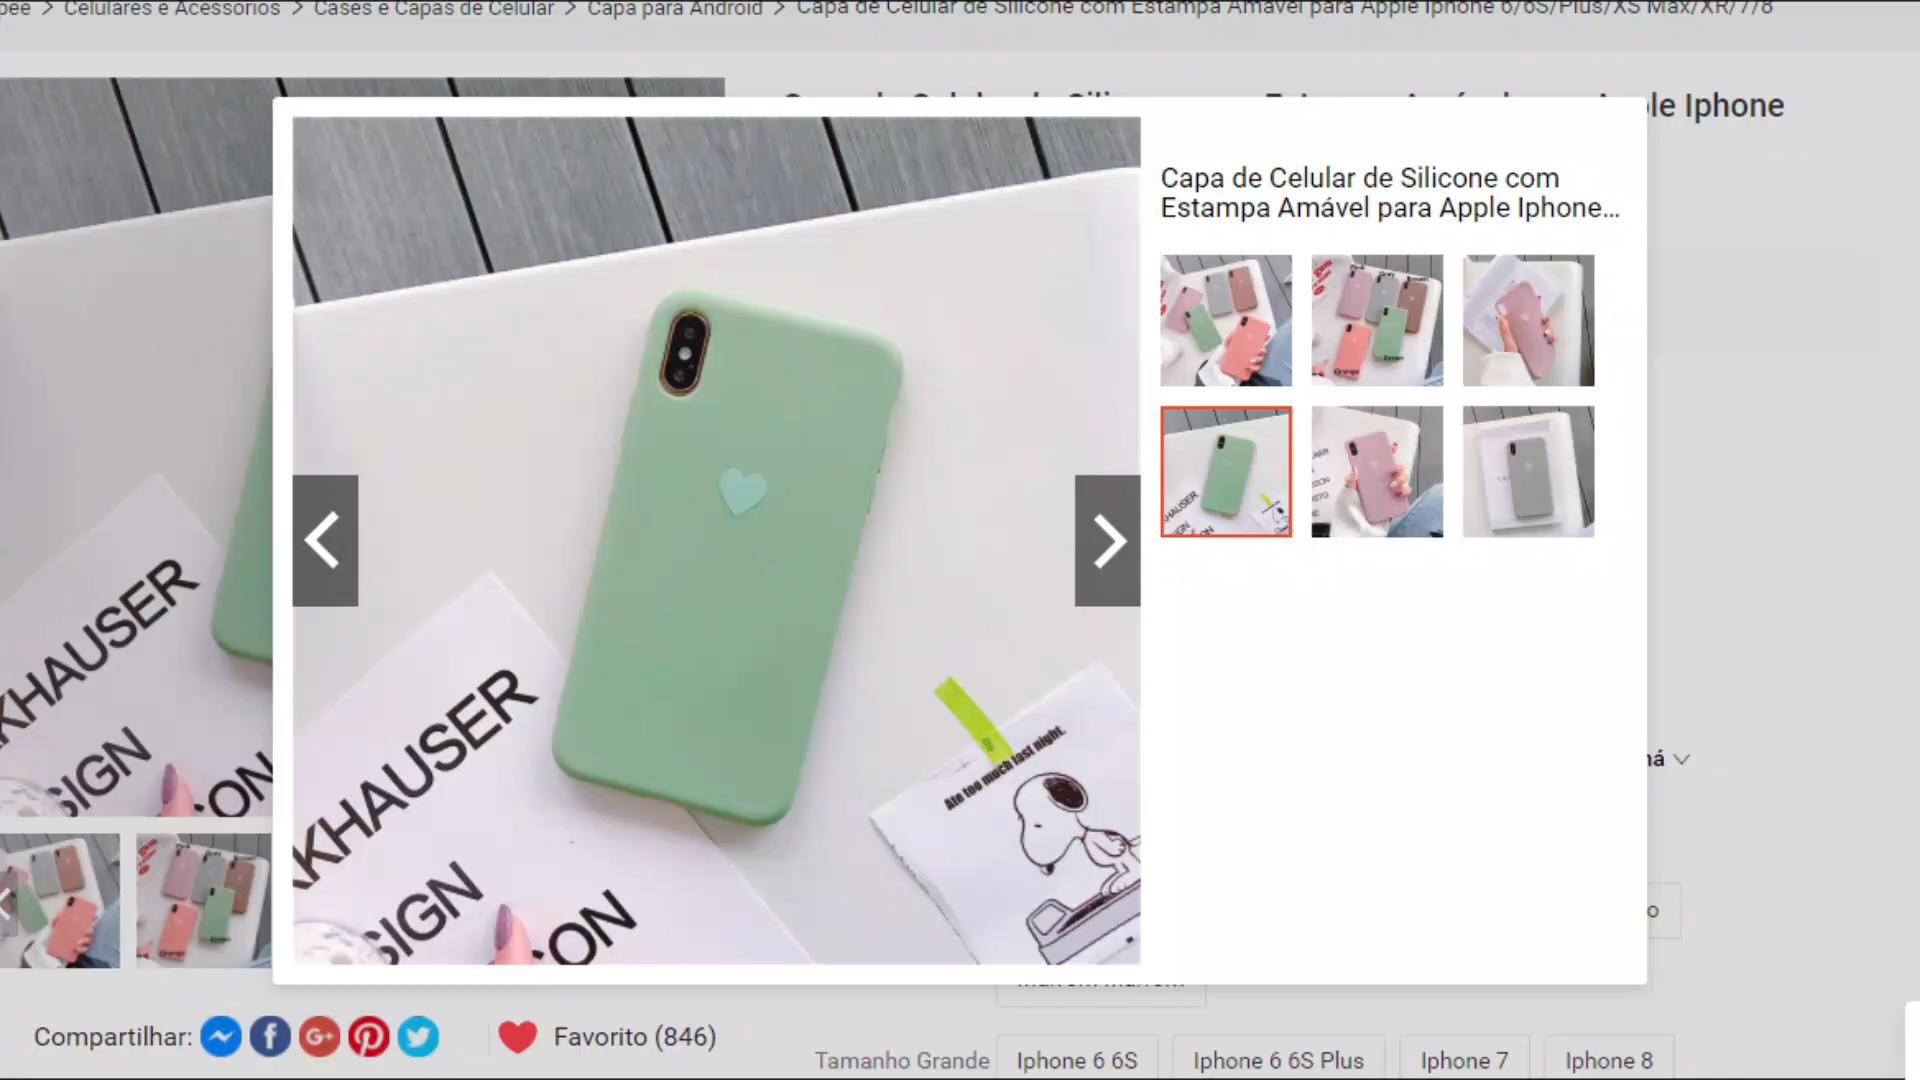 Celulares e Acessórios > Cases e Capas de Celular > Capa para Android > Capa de Celular de Silicone com Estampa Amável para Apple Iphone 6/6S/Plus/XS Max/XR/7/8
Iphone
Capa de Celular de Silicone com
Estampa Amável para Apple Iphone...
KHAUSER
SIGN
ON
KHAUSER
SIGN
ON
Ate too much last night.
Compartilhar:
Favorito (846)
Tamanho Grande
Iphone 6 6S
Iphone 6 6S Plus
Iphone 7
Iphone 8